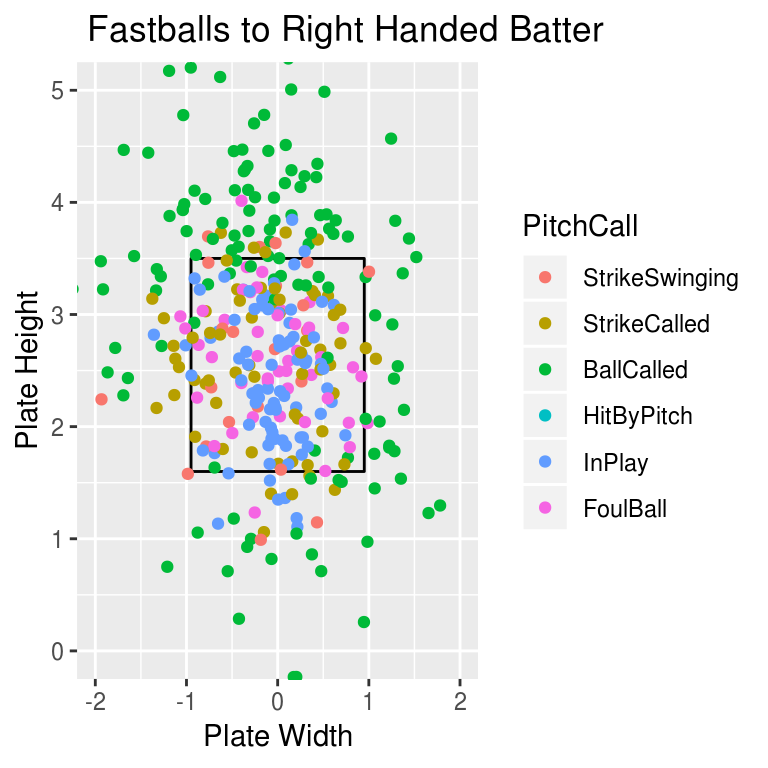 Fastballs to Right Handed Batter
5
4
3
2
1
0
-2 -1 0 1 2
Plate Height
Plate Width
PitchCall
StrikeSwinging
StrikeCalled
BallCalled
HitByPitch
InPlay
FoulBall